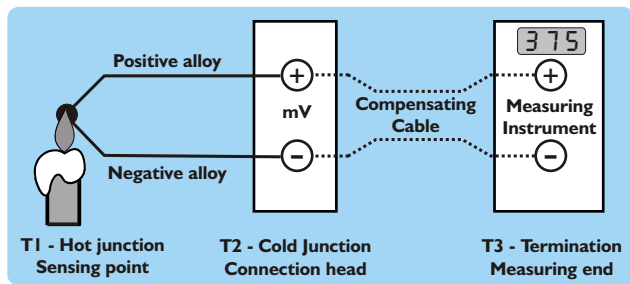 Positive alloy
+
mV
-
Negative alloy
Compensating
Cable
375
+
Measuring
Instrument
-
T1 - Hot junction
Sensing point
T2 - Cold Junction
Connection head
T3 - Termination
Measuring end